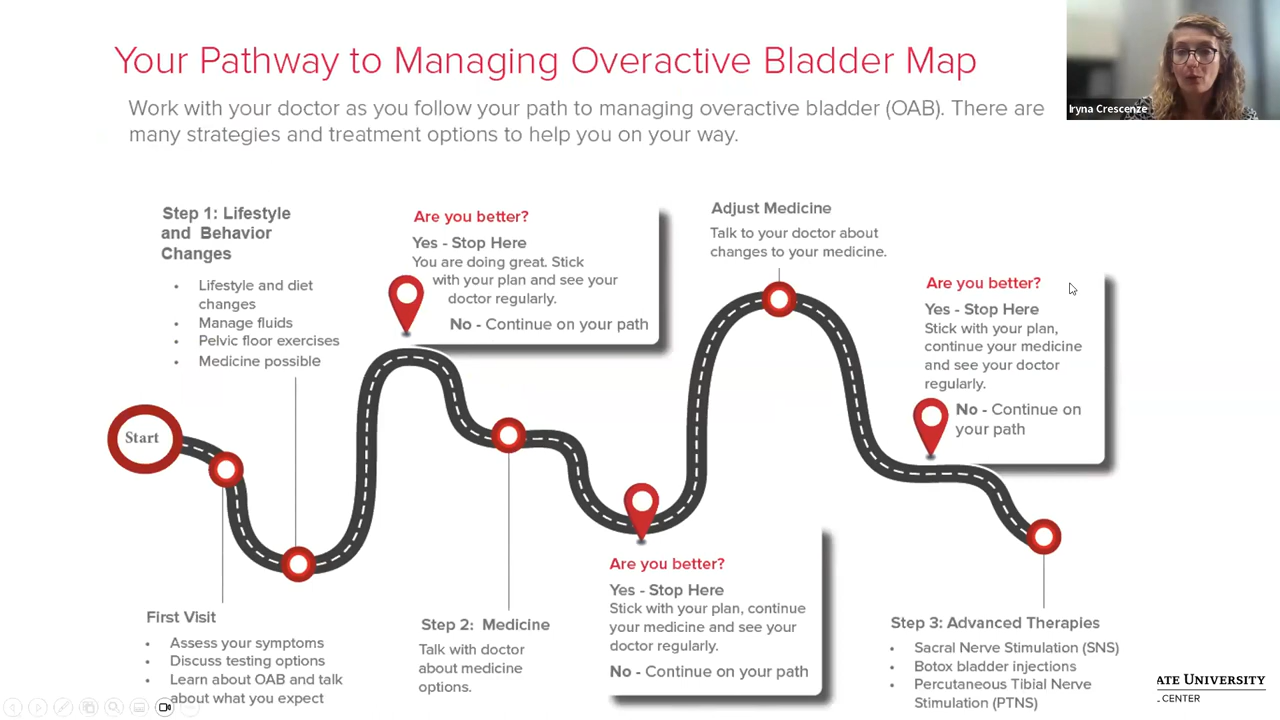 Your Pathway to Managing Overactive Bladder Map
Work with your doctor as you follow your path to managing overactive bladder (OAB). There are
many strategies and treatment options to help you on your way.
Iryna Crescenze
Step 1: Lifestyle
and Behavior
Changes
• Lifestyle and diet
changes
• Manage fluids
• Pelvic floor exercises
• Medicine possible
Are you better?
Yes - Stop Here
You are doing great. Stick
with your plan and see your
doctor regularly.
No - Continue on your path
Adjust Medicine
Talk to your doctor about
changes to your medicine.
Are you better?
Yes - Stop Here
Stick with your plan,
continue your medicine
and see your doctor
regularly.
No - Continue on
your path
Start
First Visit
• Assess your symptoms
• Discuss testing options
• Learn about OAB and talk
about what you expect
Step 2: Medicine
Talk with doctor
about medicine
options.
Are you better?
Yes - Stop Here
Stick with your plan, continue
your medicine and see your
doctor regularly.
No - Continue on your path
Step 3: Advanced Therapies
• Sacral Nerve Stimulation (SNS)
• Botox bladder injections
• Percutaneous Tibial Nerve
Stimulation (PTNS)
ATE UNIVERSITY
CENTER